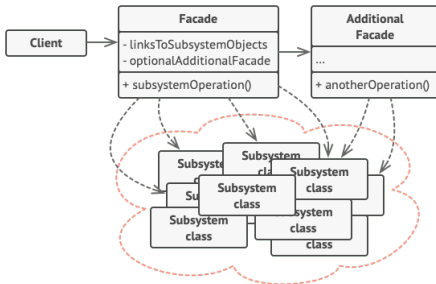 Client
Facade
- linksToSubsystemObjects
- optionalAdditionalFacade
+ subsystemOperation()
Additional
Facade
...
+ anotherOperation()
Subsystem
Subsystem
class
Subsystem
class
Subsystem
class
Subsystem
class
Subsystem
class
class